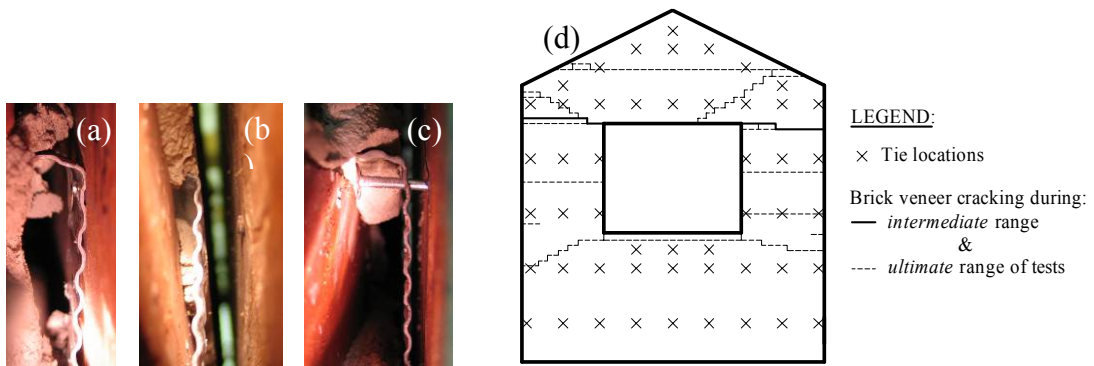 (a)
(b
)
(c)
(d)
LEGEND:
Tie locations
Brick veneer cracking during:
intermediate range
&
ultimate range of tests